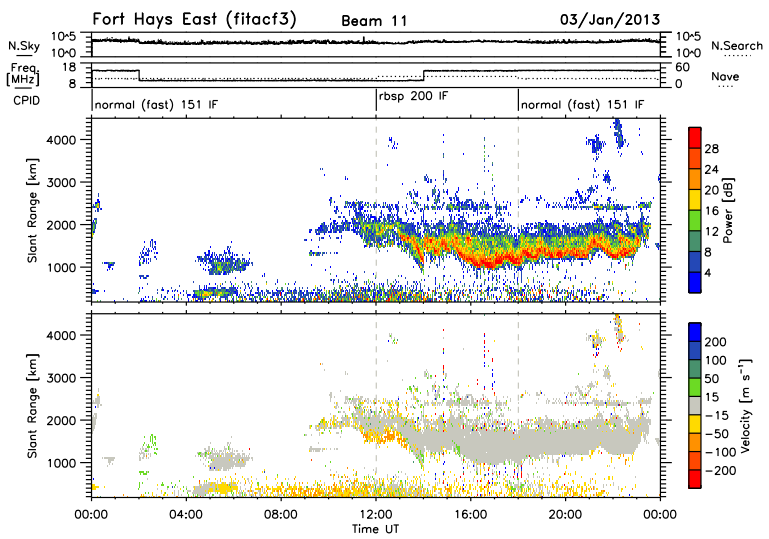 Fort Hays East (fitacf3) Beam 11 03/Jan/2013
N.Sky 10^5 10^0 10^5 10^0 N.Search
Freq. [MHz] 18 8 60 0 Nave
CPID normal (fast) 151 IF rbsp 200 IF normal (fast) 151 IF
Slant Range [km]
4000
3000
2000
1000
28
24
20
16
12
8
4
Power [dB]
Slant Range [km]
4000
3000
2000
1000
200
100
50
15
-15
-50
-100
-200
Velocity [m s⁻¹]
00:00 04:00 08:00 12:00 16:00 20:00 00:00
Time UT